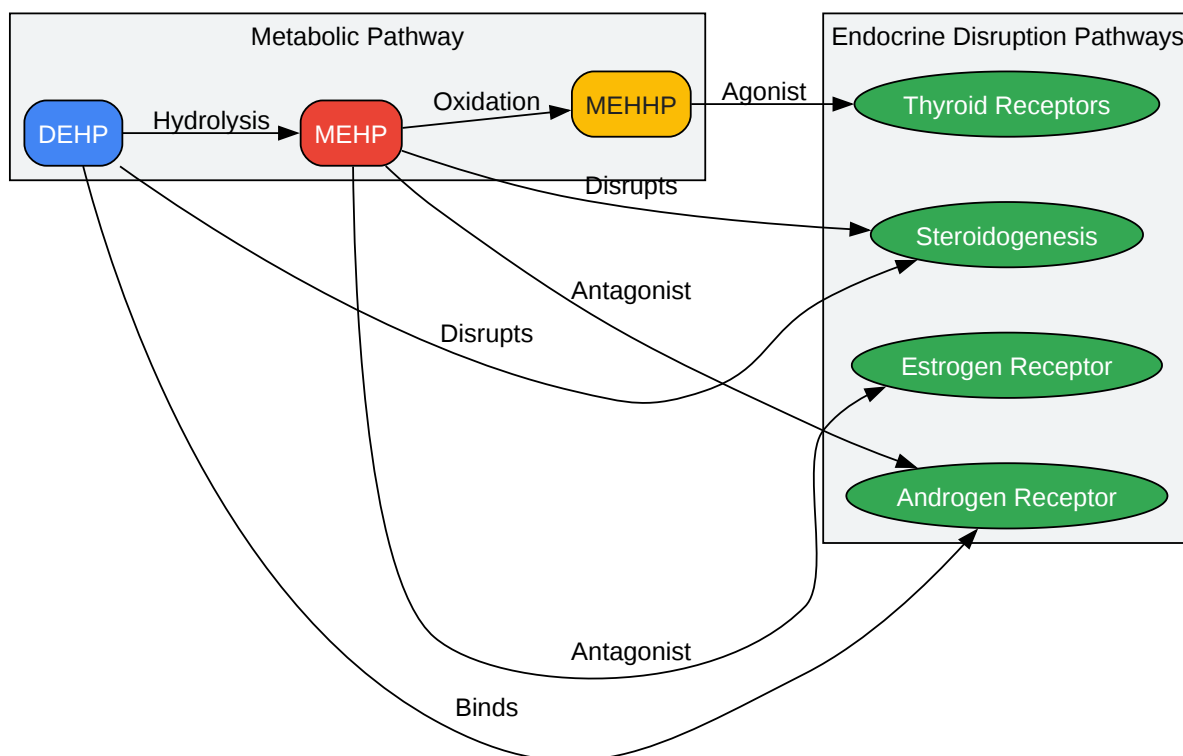 Metabolic Pathway
Endocrine Disruption Pathways
DEHP
Hydrolysis
MEHP
Oxidation
MEHHP
Agonist
Thyroid Receptors
Disrupts
Steroidogenesis
Antagonist
Disrupts
Estrogen Receptor
Androgen Receptor
Antagonist
Binds